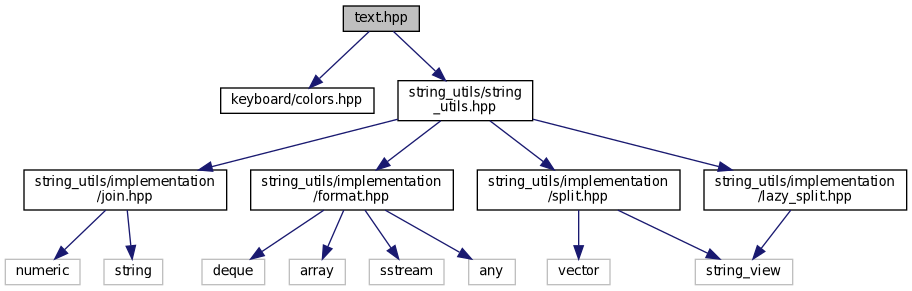 text.hpp
keyboard/colors.hpp
string_utils/string
_utils.hpp
string_utils/implementation
/join.hpp
string_utils/implementation
/format.hpp
string_utils/implementation
/split.hpp
string_utils/implementation
/lazy_split.hpp
numeric
string
deque
array
sstream
any
vector
string_view